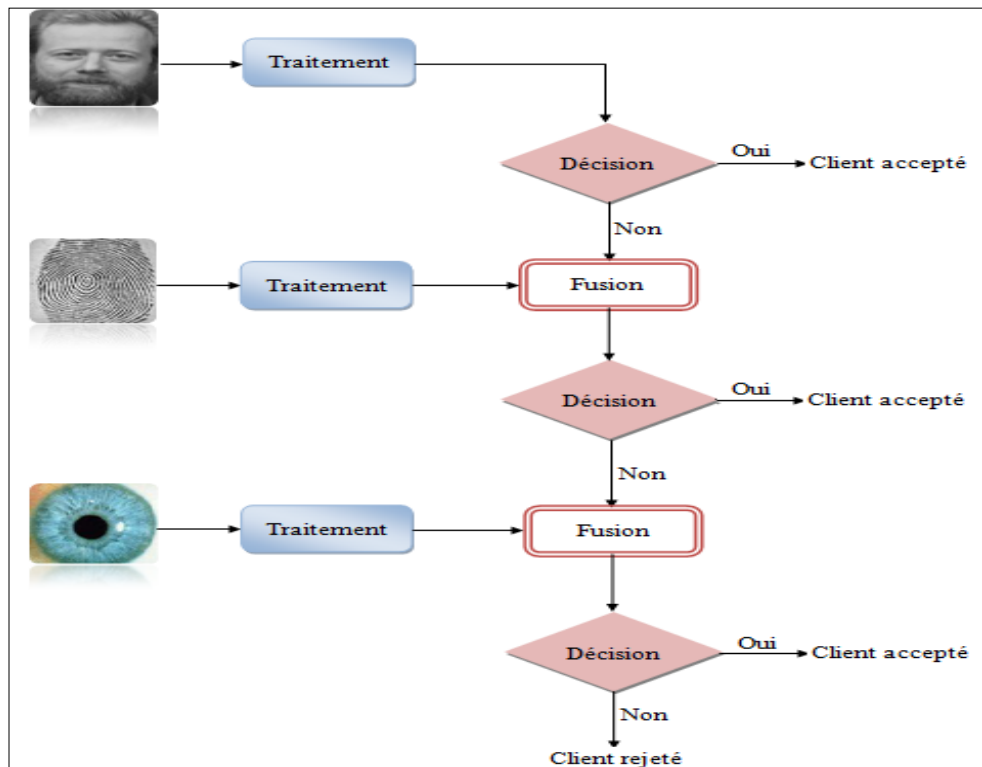 Traitement
Décision
Oui
Client accepté
Non
Traitement
Fusion
Décision
Oui
Client accepté
Non
Traitement
Fusion
Décision
Oui
Client accepté
Non
Client rejeté